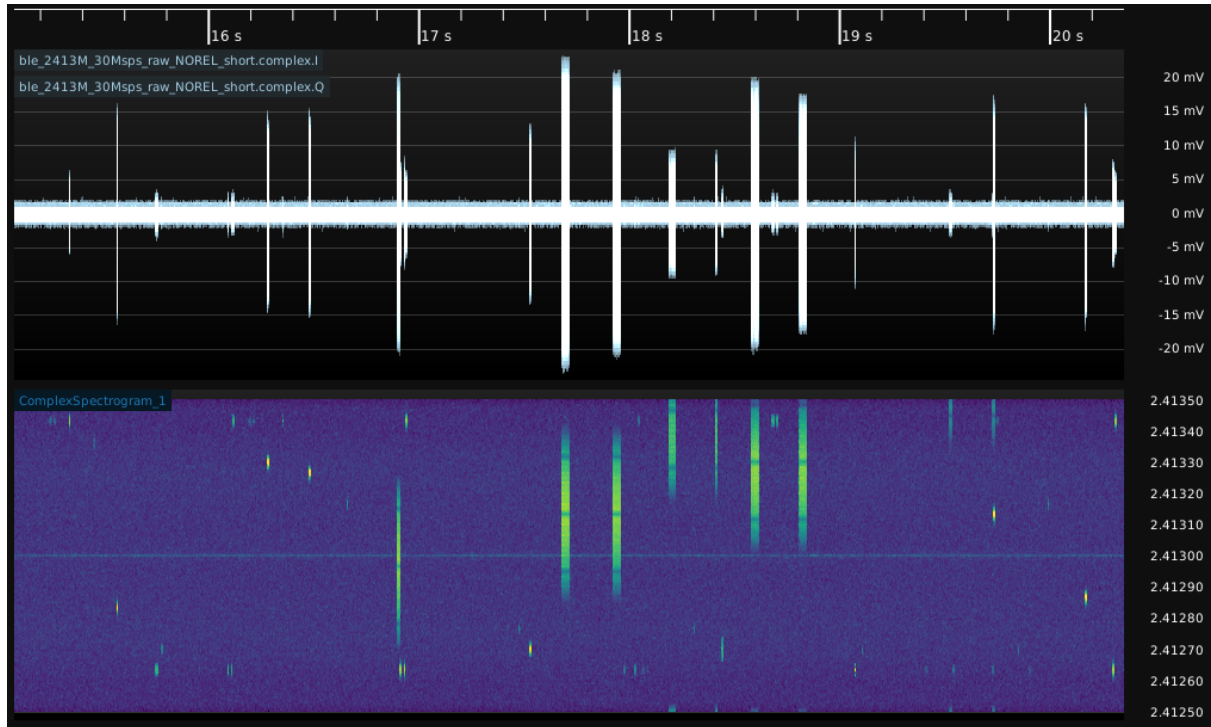 16 s 17 s 18 s 19 s 20 s
ble_2413M_30Msps_raw_NOREL_short.complex.I
ble_2413M_30Msps_raw_NOREL_short.complex.Q
20 mV
15 mV
10 mV
5 mV
0 mV
-5 mV
-10 mV
-15 mV
-20 mV
ComplexSpectrogram_1
2.41350
2.41340
2.41330
2.41320
2.41310
2.41300
2.41290
2.41280
2.41270
2.41260
2.41250